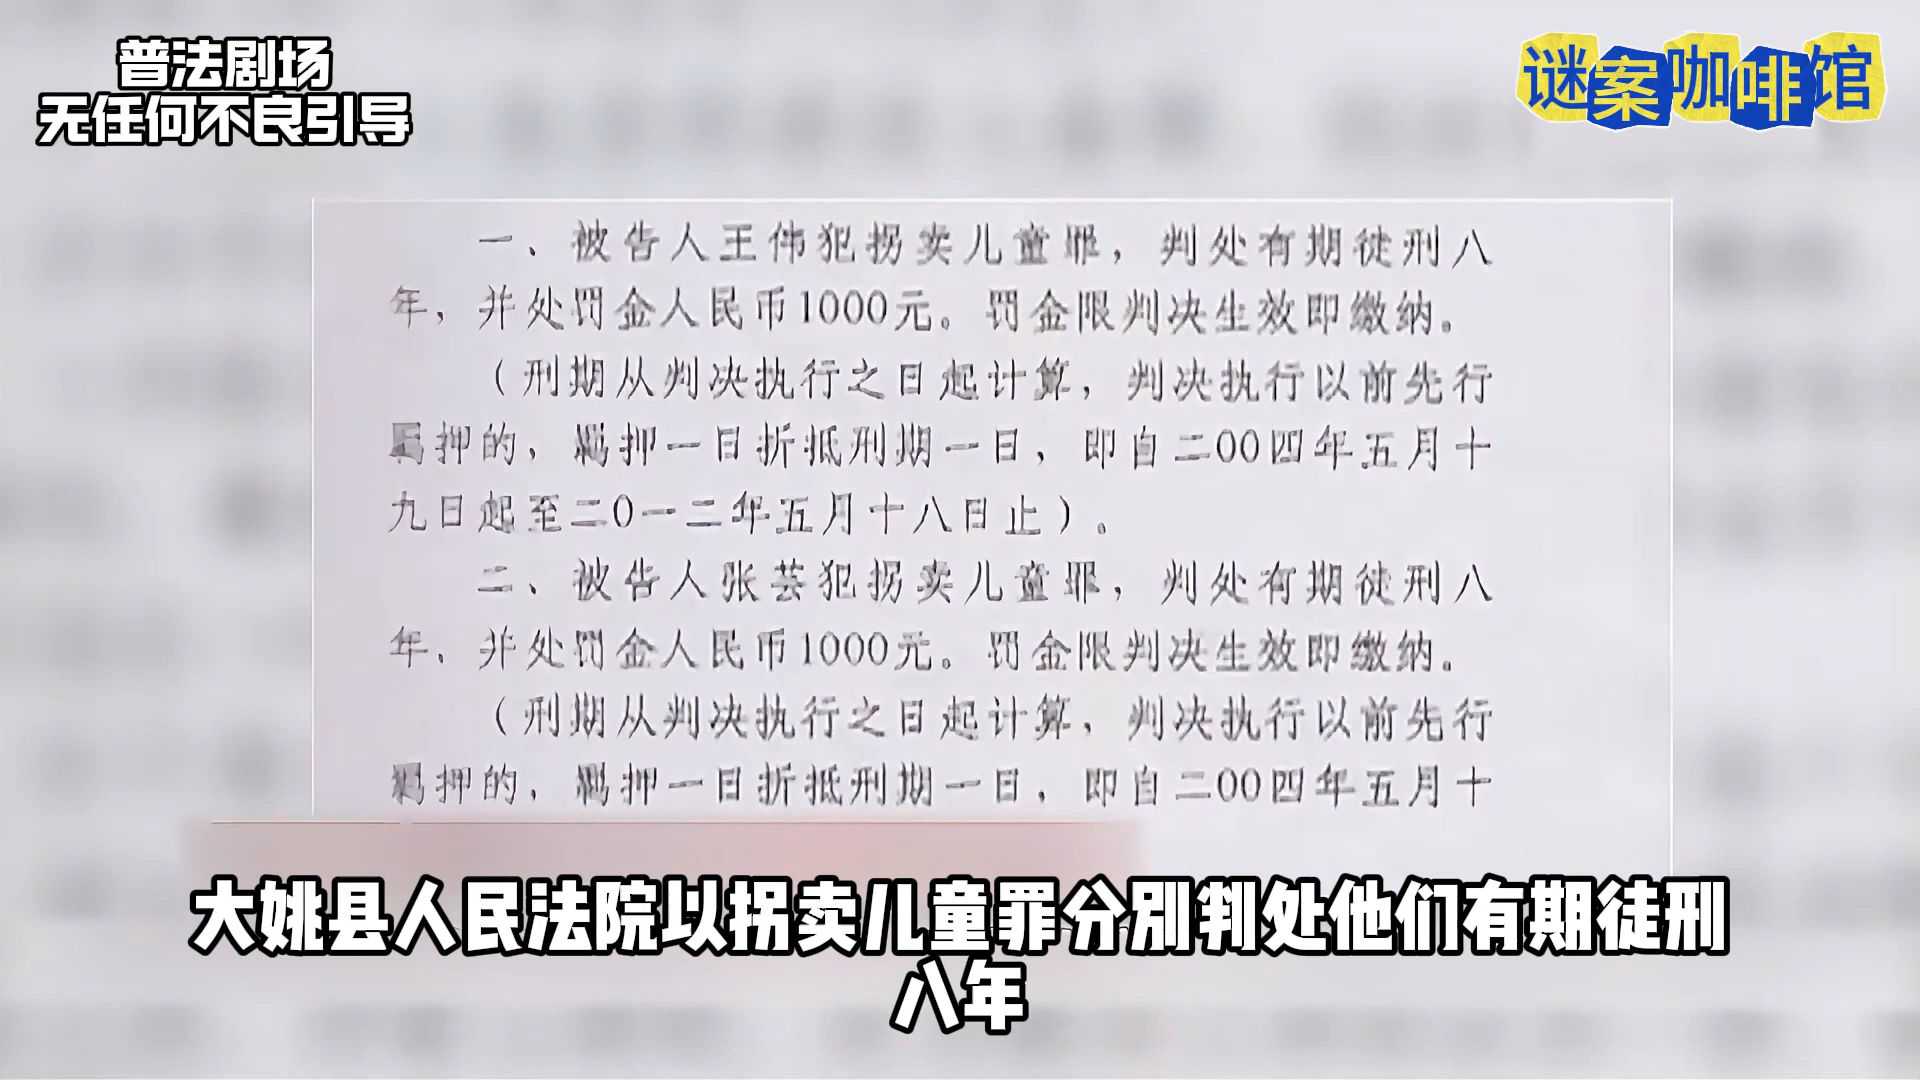 普法剧场
无任何不良引导
谜案咖啡馆
一、被告人王伟犯拐卖儿童罪，判处有期徒刑八
年，并处罚金人民币1000元。罚金限判决生效即缴纳。
（刑期从判决执行之日起计算，判决执行以前先行
羁押的，羁押一日折抵刑期一日，即自二00四年五月十
九日起至二0一二年五月十八日止）。
二、被告人张芸犯拐卖儿童罪，判处有期徒刑八
年、并处罚金人民币1000元。罚金限判决生效即缴纳。
（刑期从判决执行之日起计算，判决执行以前先行
羁押的，羁押一日折抵刑期一日，即自二00四年五月十
大姚县人民法院以拐卖儿童罪分别判处他们有期徒刑
八年